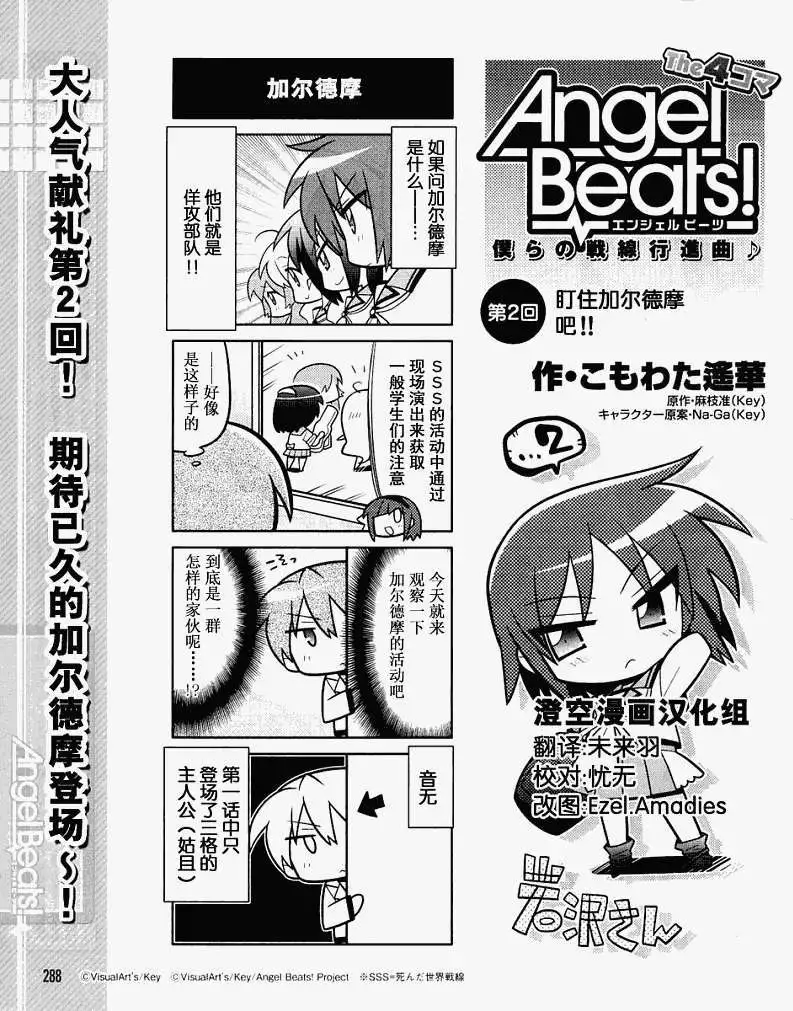 The 4コマ
Angel
Beats!
エンジェル ビーツ
僕らの戦線行進曲♪
第2回
盯住加尔德摩
吧!!
作・こもわた遙華
原作・麻枝准(Key)
キャラクター原案・Na-Ga(Key)
…2
澄空漫画汉化组
翻译:未来羽
校对:忧无
改图:Ezel.Amadies
岩沢さん
加尔德摩
如果问加尔德摩
是什么——…
他们就是
佯攻部队!!
SSS的活动中通过
现场演出来获取
一般学生们的注意
——好像
是这样子的
今天就来
观察一下
加尔德摩的活动吧
こそっ
到底是一群
怎样的家伙呢……!?
音无
第一话中只
登场了三格的
主人公（姑且）
大人气献礼第2回！ 期待已久的加尔德摩登场～！
Angel Beats!
288
©VisualArt's/Key ©VisualArt's/Key/Angel Beats! Project ※SSS=死んだ世界戦線